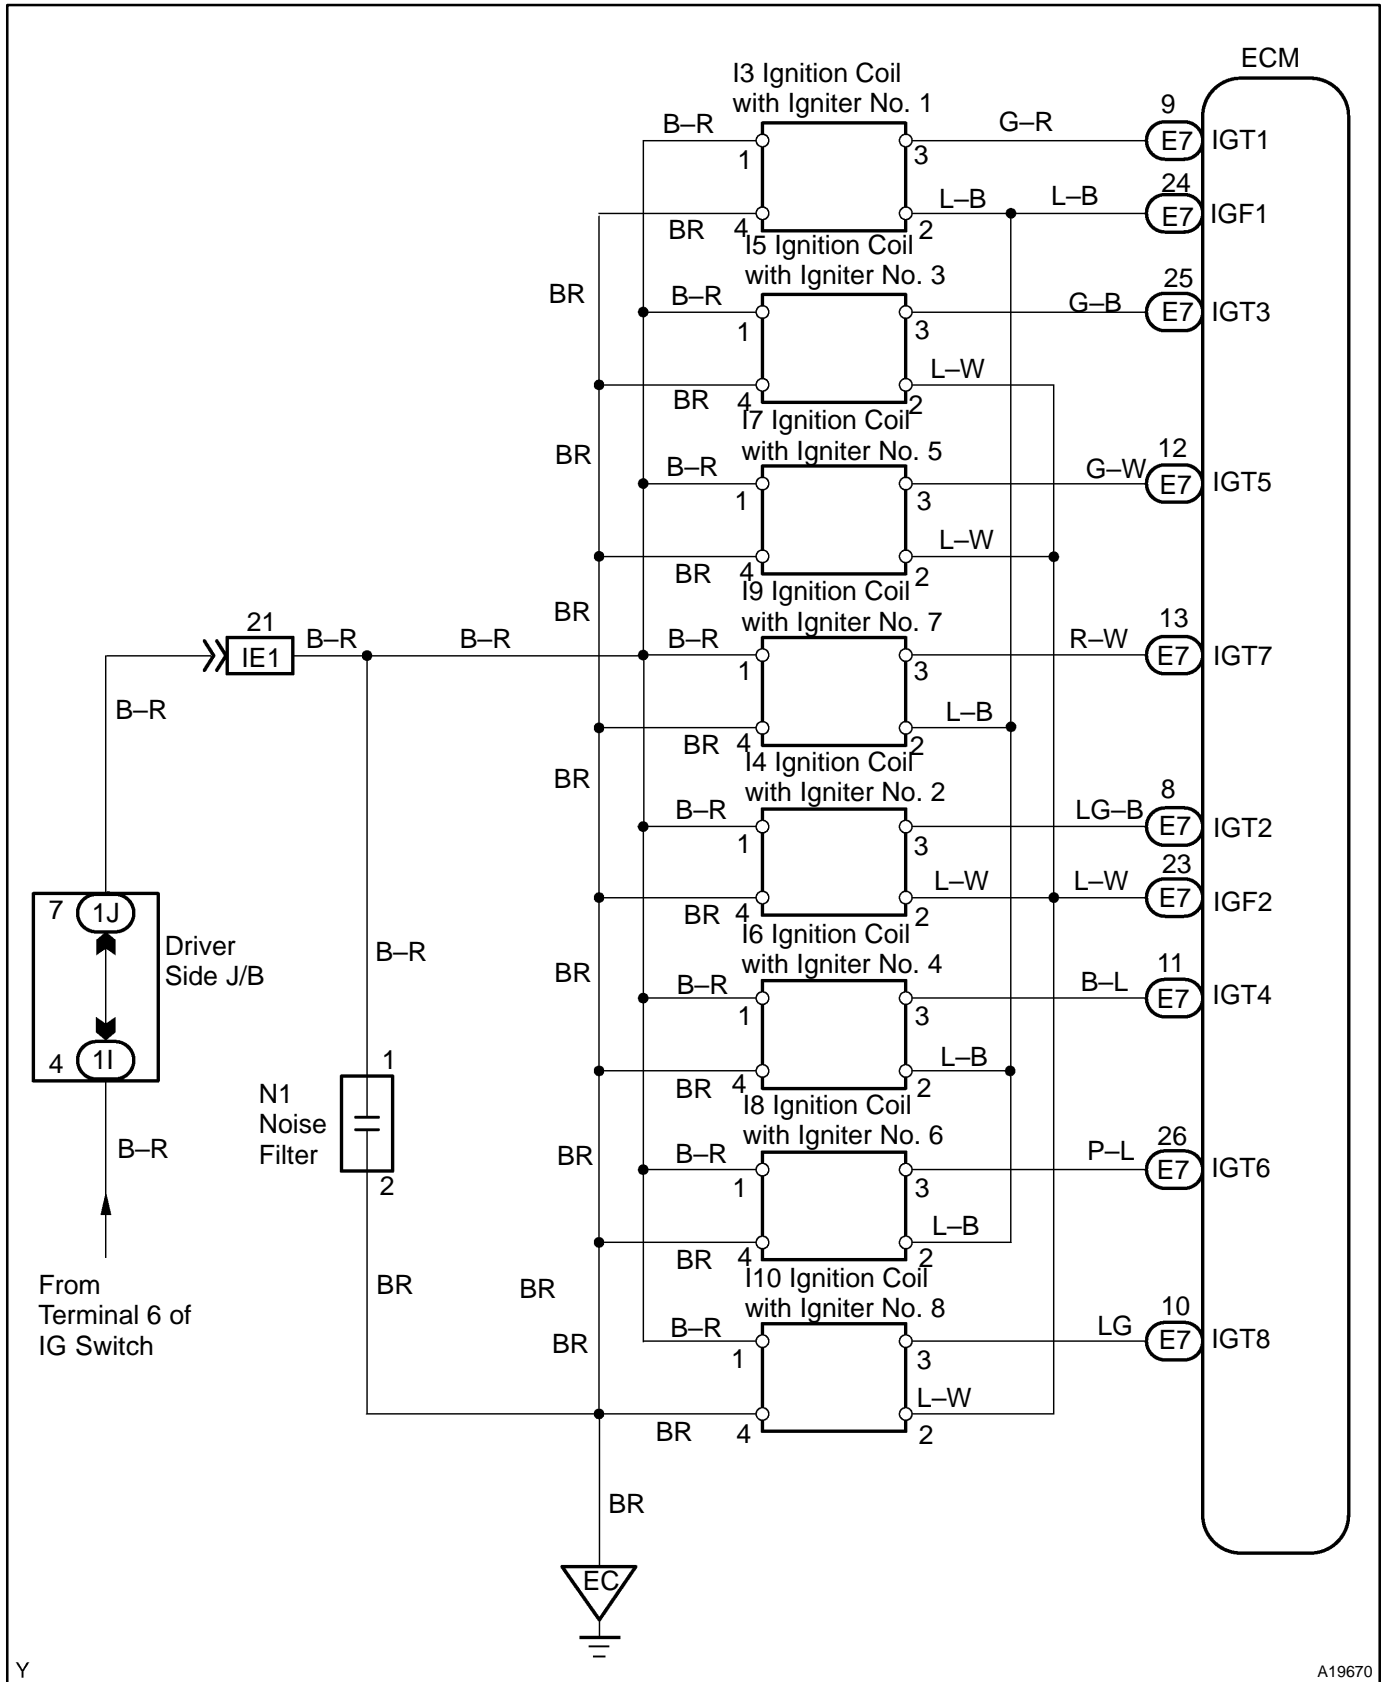 ECM
I3 Ignition Coil
with Igniter No. 1
B–R
1
3
G–R
9
E7
IGT1
BR
4
2
L–B
L–B
24
E7
IGF1
I5 Ignition Coil
with Igniter No. 3
BR
B–R
1
3
G–B
25
E7
IGT3
BR
4
2
L–W
I7 Ignition Coil
with Igniter No. 5
BR
B–R
1
3
G–W
12
E7
IGT5
BR
4
2
L–W
I9 Ignition Coil
with Igniter No. 7
BR
21
IE1
B–R
B–R
B–R
1
3
R–W
13
E7
IGT7
B–R
BR
4
2
L–B
I4 Ignition Coil
with Igniter No. 2
BR
B–R
1
3
LG–B
8
E7
IGT2
BR
4
2
L–W
L–W
23
E7
IGF2
7
1J
Driver
Side J/B
4
1I
B–R
I6 Ignition Coil
with Igniter No. 4
BR
B–R
1
3
B–L
11
E7
IGT4
BR
4
2
L–B
1
N1
Noise
Filter
2
B–R
I8 Ignition Coil
with Igniter No. 6
BR
B–R
1
3
P–L
26
E7
IGT6
BR
4
2
L–B
From
Terminal 6 of
IG Switch
BR
BR
I10 Ignition Coil
with Igniter No. 8
BR
B–R
1
3
LG
10
E7
IGT8
BR
4
2
L–W
BR
EC
Y
A19670